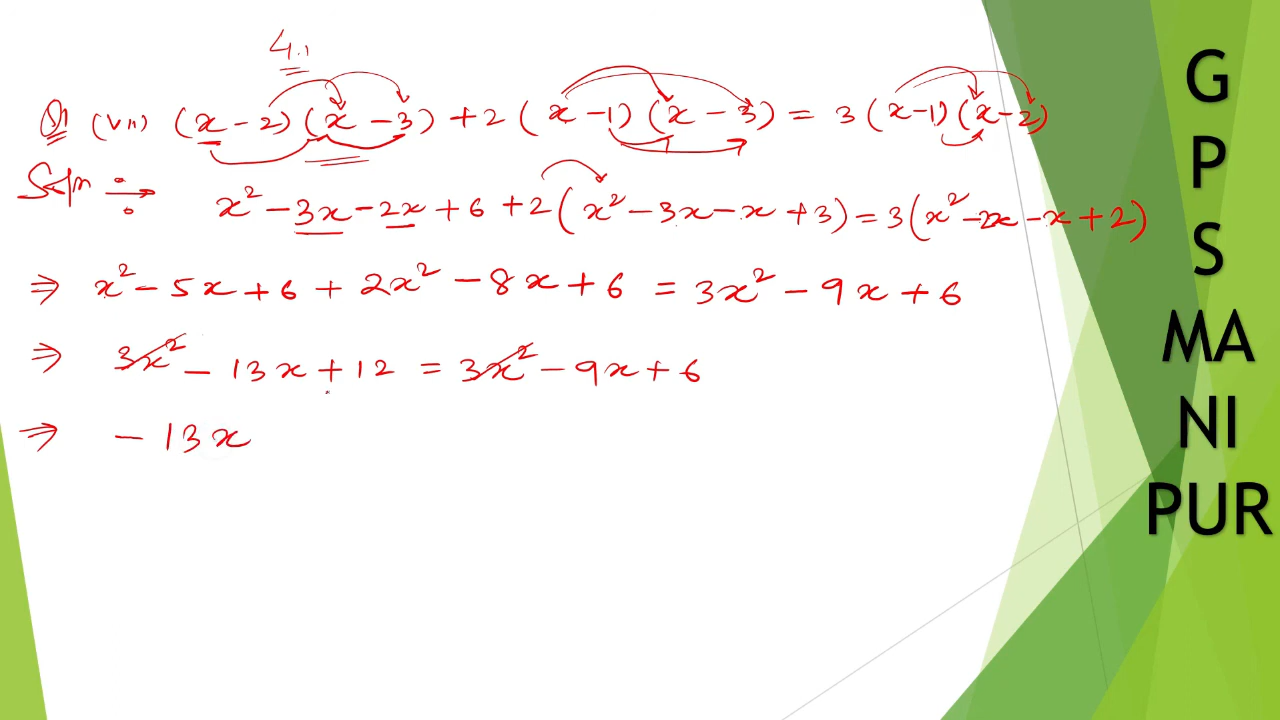 4.1
Q1 (vii) (x - 2)(x - 3) + 2(x - 1)(x - 3) = 3(x - 1)(x - 2)
Soln :→ x² - 3x - 2x + 6 + 2(x² - 3x - x + 3) = 3(x² - 2x - x + 2)
⇒ x² - 5x + 6 + 2x² - 8x + 6 = 3x² - 9x + 6
⇒ 3x² - 13x + 12 = 3x² - 9x + 6
⇒ - 13x
G
P
S
MA
NI
PUR